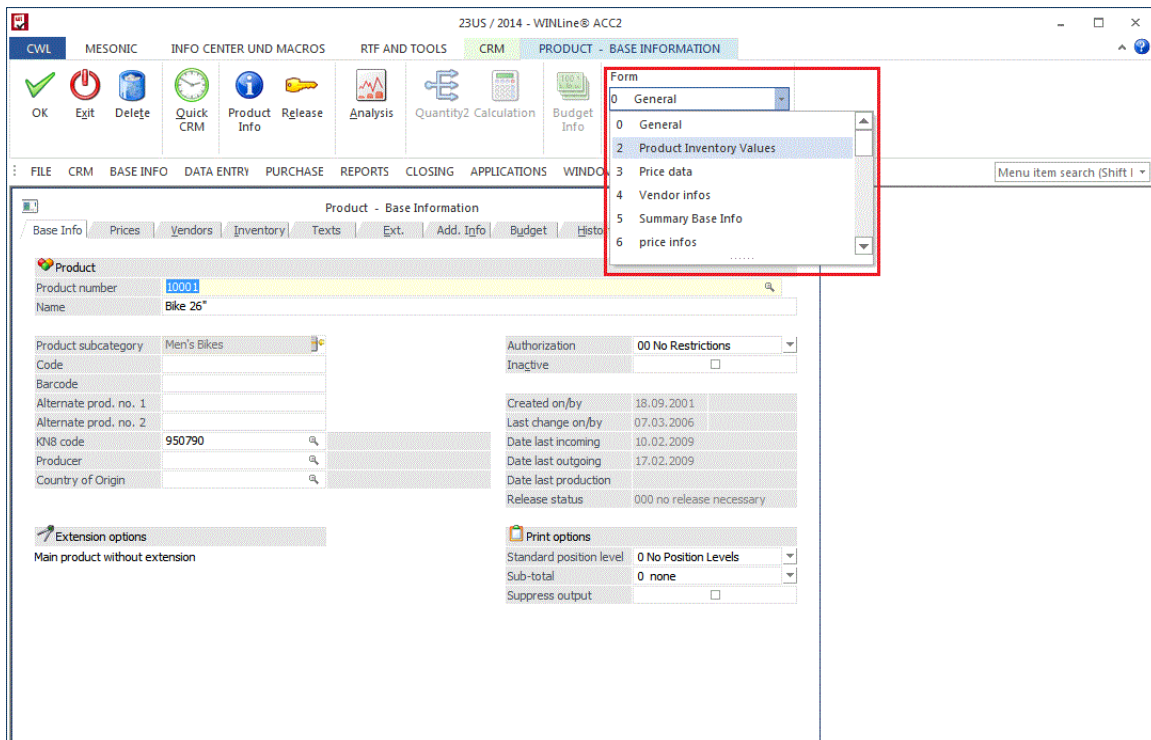 23US / 2014 - WINLine® ACC2
CWL MESONIC INFO CENTER UND MACROS RTF AND TOOLS CRM PRODUCT - BASE INFORMATION
Form
0 General
OK Exit Delete Quick CRM Product Info Release Analysis Quantity2 Calculation Budget Info
0 General
2 Product Inventory Values
3 Price data
4 Vendor infos
5 Summary Base Info
6 price infos
FILE CRM BASE INFO DATA ENTRY PURCHASE REPORTS CLOSING APPLICATIONS WINDO
Menu item search (Shift
Product - Base Information
Base Info Prices Vendors Inventory Texts Ext. Add. Info Budget Histo
Product
Product number 10001
Name Bike 26"
Product subcategory Men's Bikes Authorization 00 No Restrictions
Code Inactive
Barcode
Alternate prod. no. 1 Created on/by 18.09.2001
Alternate prod. no. 2 Last change on/by 07.03.2006
KN8 code 950790 Date last incoming 10.02.2009
Producer Date last outgoing 17.02.2009
Country of Origin Date last production
Release status 000 no release necessary
Extension options Print options
Main product without extension Standard position level 0 No Position Levels
Sub-total 0 none
Suppress output